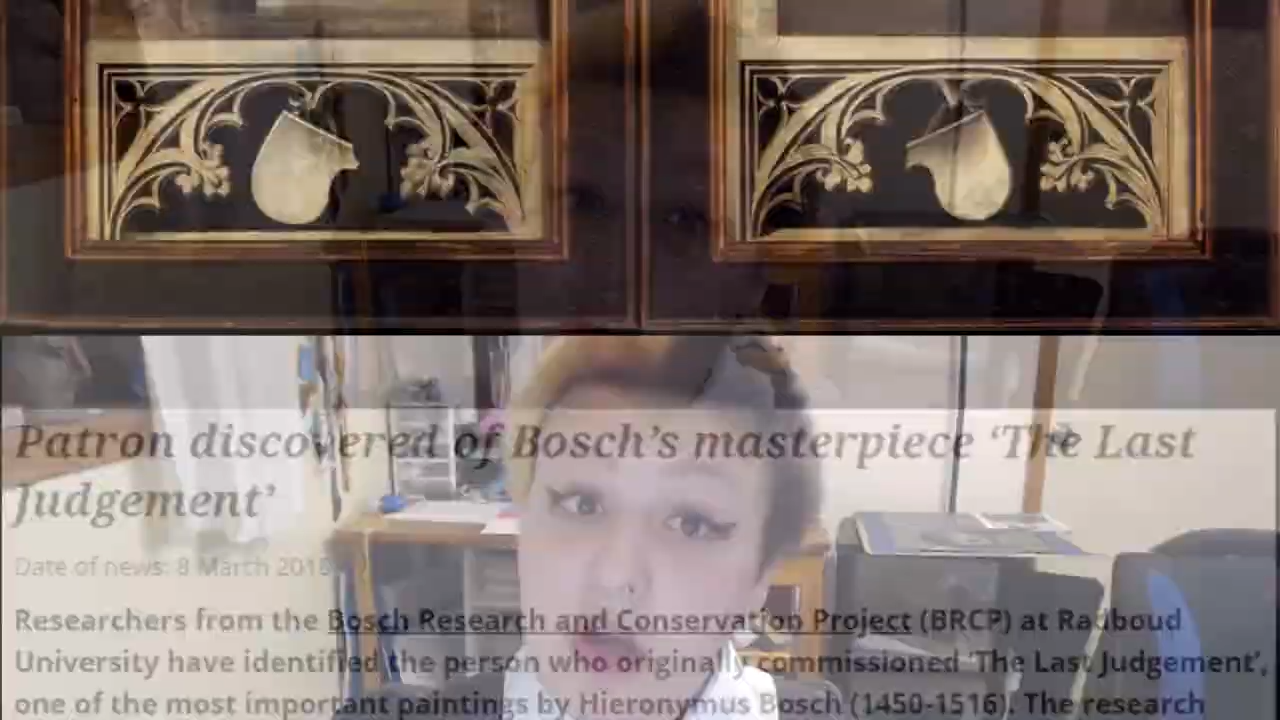 Patron discovered of Bosch’s masterpiece ‘The Last
Judgement’
Date of news: 8 March 2018
Researchers from the Bosch Research and Conservation Project (BRCP) at Radboud
University have identified the person who originally commissioned ‘The Last Judgement’,
one of the most important paintings by Hieronymus Bosch (1450-1516). The research